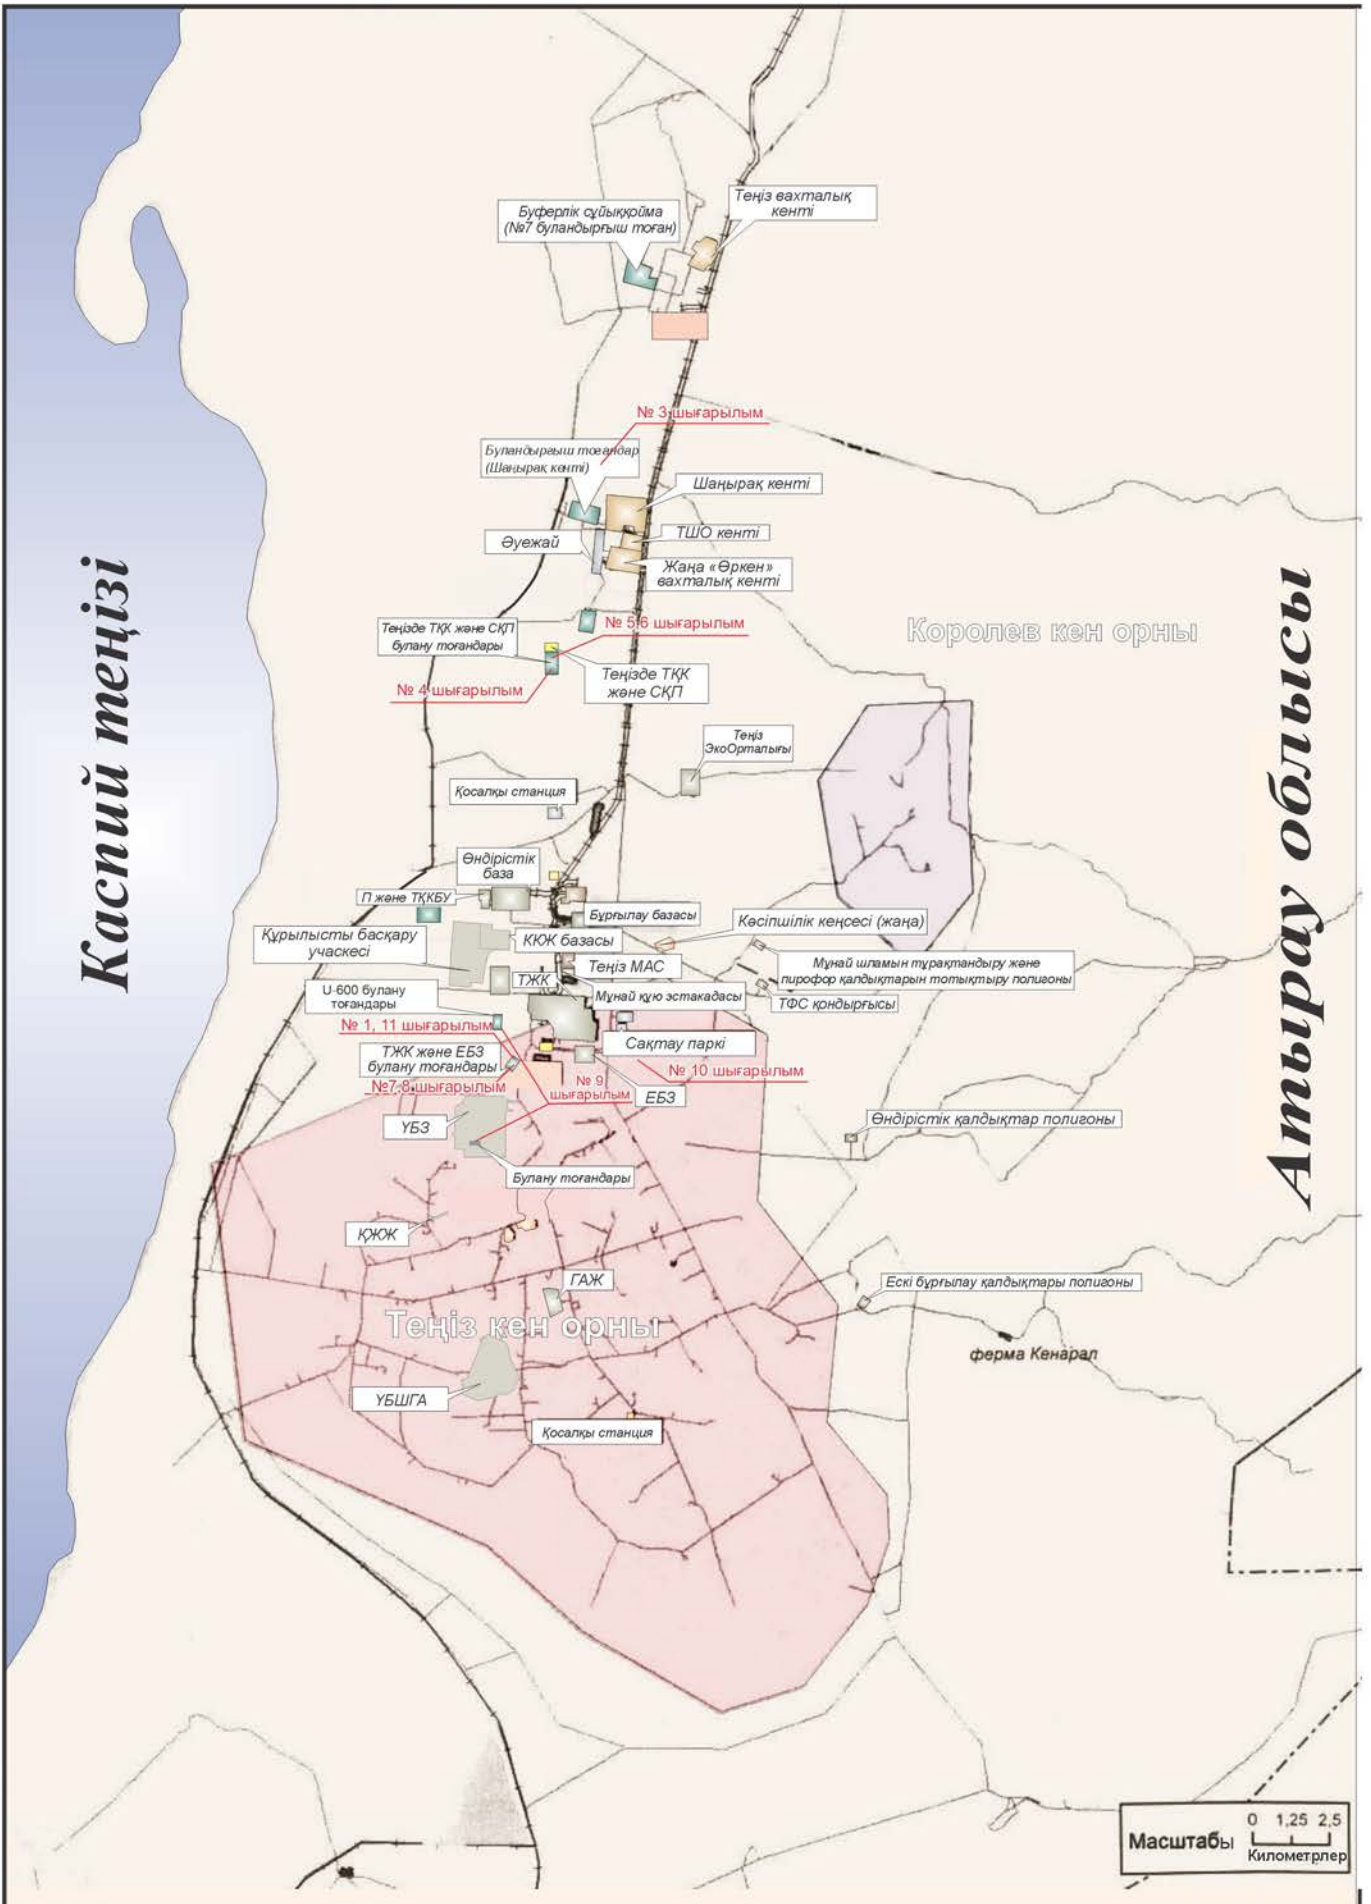 Буферлік сұйыққойма
(№7 буландырғыш тоған)
Теңіз вахталық
кенті
№ 3 шығарылым
Буландырғыш тоғандар
(Шаңырақ кенті)
Шаңырақ кенті
ТШО кенті
Әуежай
Жаңа «Өркен»
вахталық кенті
Каспий теңізі
Атырау облысы
Теңізде ТҚК және СҚП
булану тоғандары
№ 5,6 шығарылым
Королев кен орны
№ 4 шығарылым
Теңізде ТҚК
және СҚП
Теңіз
ЭкоОрталығы
Қосалқы станция
Өндірістік
база
П және ТҚКБУ
Бұрғылау базасы
Кәсіпшілік кеңсесі (жаңа)
Құрылысты басқару
учаскесі
ККЖ базасы
Теңіз МАС
Мұнай шламын тұрақтандыру және
пирофор қалдықтарын тотықтыру полигоны
ТЖК
U-600 булану
тоғандары
Мұнай құю эстакадасы
ТФС қондырғысы
№ 1, 11 шығарылым
Сақтау паркі
ТЖК және ЕБЗ
булану тоғандары
№ 10 шығарылым
№7,8 шығарылым
№ 9
шығарылым
ЕБЗ
ҮБЗ
Өндірістік қалдықтар полигоны
Булану тоғандары
ҚЖЖ
ГАЖ
Ескі бұрғылау қалдықтары полигоны
Теңіз кен орны
ферма Кенарал
ҮБШГА
Қосалқы станция
Масштабы
0 1,25 2,5
Километрлер